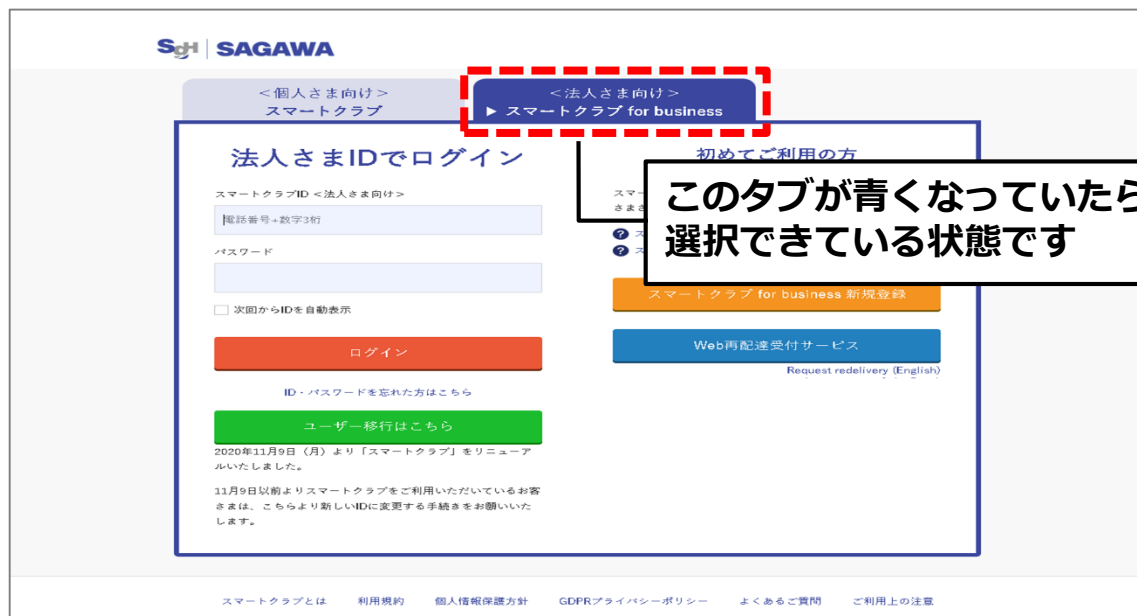 SgH SAGAWA
＜個人さま向け＞
スマートクラブ
＜法人さま向け＞
▶ スマートクラブ for business
法人さまIDでログイン
スマートクラブID＜法人さま向け＞
電話番号+数字3桁
パスワード
次回からIDを自動表示
ログイン
ID・パスワードを忘れた方はこちら
ユーザー移行はこちら
2020年11月9日（月）より「スマートクラブ」をリニューア
ルいたしました。
11月9日以前よりスマートクラブをご利用いただいているお客
さまは、こちらより新しいIDに変更する手続きをお願いいた
します。
初めてご利用の方
スマー
さまさ
このタブが青くなっていたら
選択できている状態です
? ス
? ス
スマートクラブ for business 新規登録
Web再配達受付サービス
Request redelivery (English)
スマートクラブとは 利用規約 個人情報保護方針 GDPRプライバシーポリシー よくあるご質問 ご利用上の注意